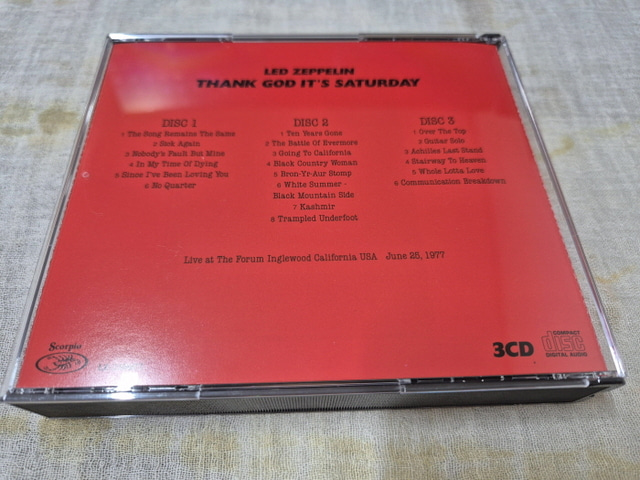 LED ZEPPELIN
THANK GOD IT'S SATURDAY
DISC 1
1 The Song Remains The Same
2 Sick Again
3 Nobody's Fault But Mine
4 In My Time Of Dying
5 Since I've Been Loving You
6 No Quarter
DISC 2
1 Ten Years Gone
2 The Battle Of Evermore
3 Going To California
4 Black Country Woman
5 Bron-Yr-Aur Stomp
6 White Summer -
Black Mountain Side
7 Kashmir
8 Trampled Underfoot
DISC 3
1 Over The Top
2 Guitar Solo
3 Achilles Last Stand
4 Stairway To Heaven
5 Whole Lotta Love
6 Communication Breakdown
Live at The Forum Inglewood California USA June 25, 1977
Scorpio
3CD
COMPACT
disc
DIGITAL AUDIO